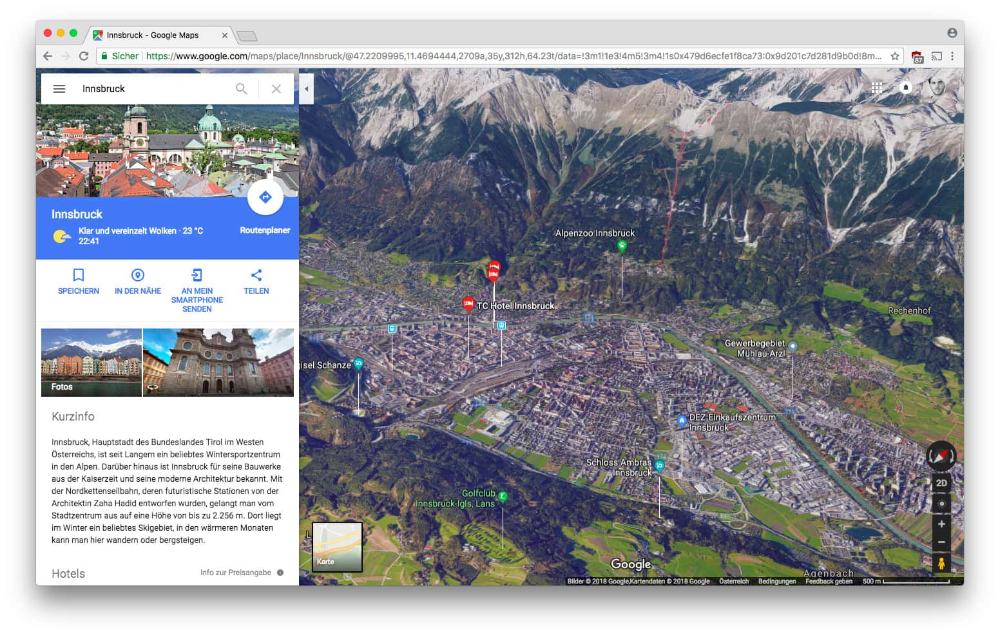 Innsbruck - Google Maps
Sicher
https://www.google.com/maps/place/Innsbruck/@47.2209995,11.4694444,2709a,35y,312h,64.23t/data=!3m1!1e3!4m5!3m4!1s0x479d6ecfe1f8ca73:0x9d201c7d281d9b0d!8m...
87
Innsbruck
Innsbruck
Klar und vereinzelt Wolken · 23 °C
22:41
Routenplaner
SPEICHERN
IN DER NÄHE
AN MEIN
SMARTPHONE
SENDEN
TEILEN
Fotos
Kurzinfo
Innsbruck, Hauptstadt des Bundeslandes Tirol im Westen
Österreichs, ist seit Langem ein beliebtes Wintersportzentrum
in den Alpen. Darüber hinaus ist Innsbruck für seine Bauwerke
aus der Kaiserzeit und seine moderne Architektur bekannt. Mit
der Nordkettenseilbahn, deren futuristische Stationen von der
Architektin Zaha Hadid entworfen wurden, gelangt man vom
Stadtzentrum aus auf eine Höhe von bis zu 2.256 m. Dort liegt
im Winter ein beliebtes Skigebiet, in den wärmeren Monaten
kann man hier wandern oder bergsteigen.
Hotels
Info zur Preisangabe
Alpenzoo Innsbruck
TC Hotel Innsbruck
Rechenhof
171
Gewerbegebiet
Mühlau-Arzl
gisel Schanze
DEZ Einkaufszentrum
Innsbruck
174
Schloss Ambras
Innsbruck
Golfclub
Innsbruck-Igls, Lans
L
Karte
2D
Google
Agenbach
Bilder © 2018 Google,Kartendaten © 2018 Google
Österreich
Bedingungen
Feedback geben
500 m